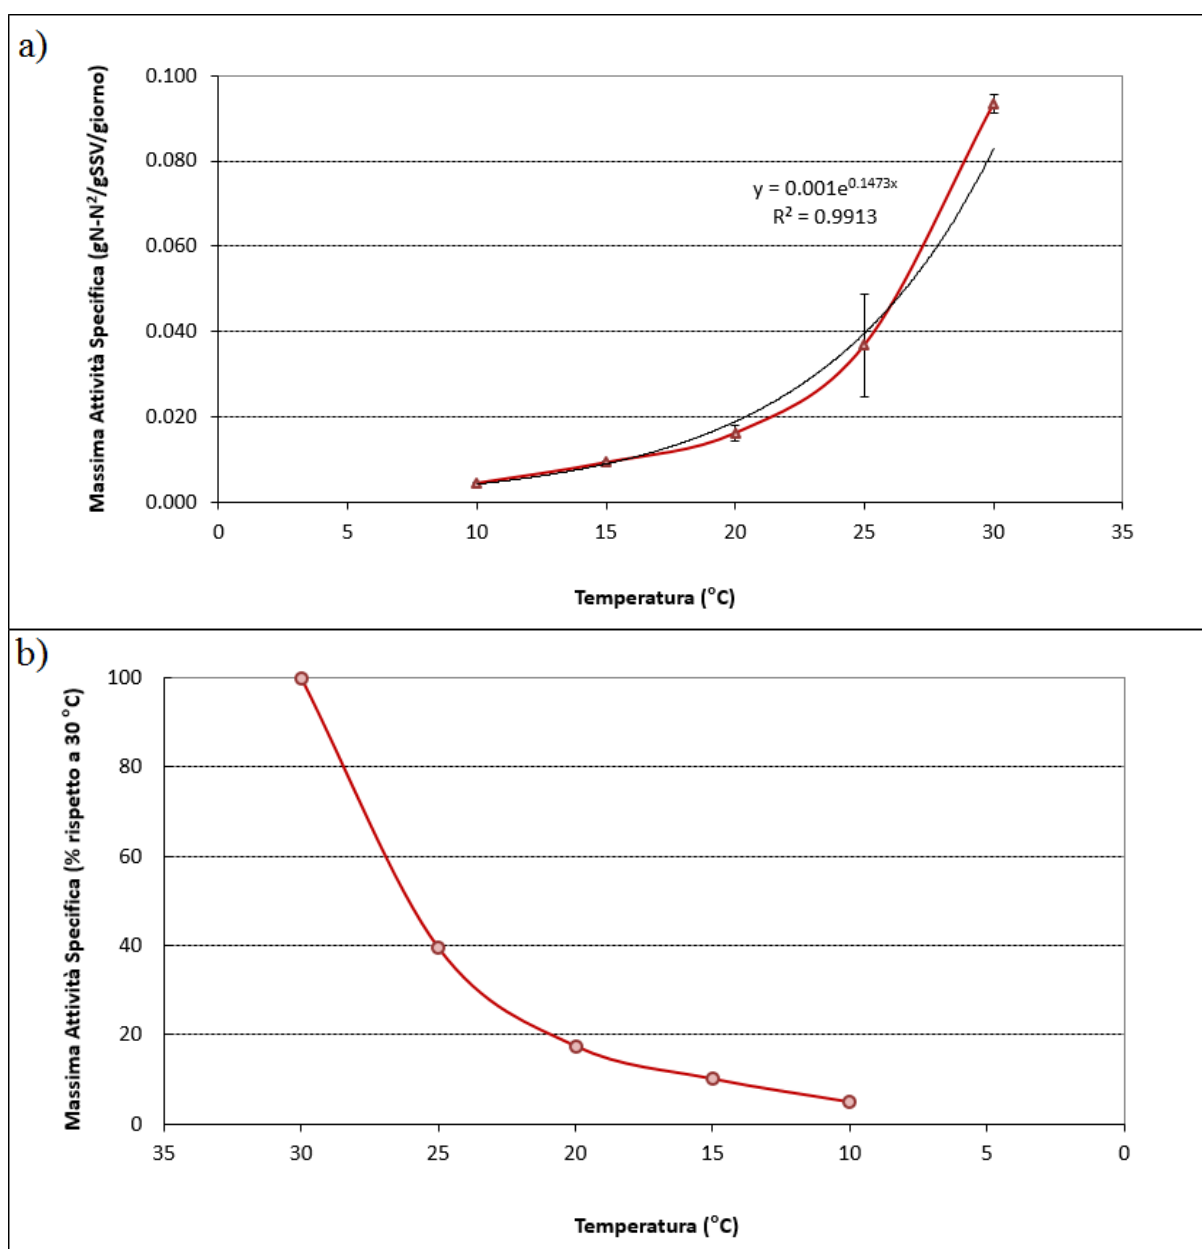 a)
Massima Attività Specifica (gN-N²/gSSV/giorno)
0.100
0.080
0.060
0.040
0.020
0.000
y = 0.001e^0.1473x
R² = 0.9913
0 5 10 15 20 25 30 35
Temperatura (°C)
b)
Massima Attività Specifica (% rispetto a 30 °C)
100
80
60
40
20
0
35 30 25 20 15 10 5 0
Temperatura (°C)